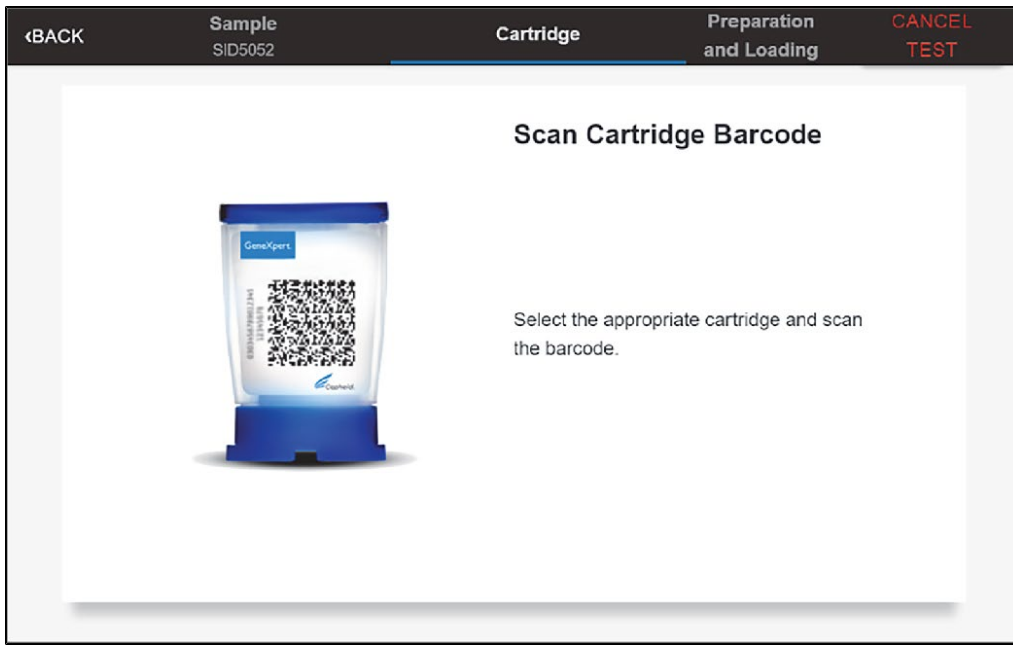 ‹BACK
Sample
SID5052
Cartridge
Preparation
and Loading
CANCEL
TEST
Scan Cartridge Barcode
GeneXpert
Cepheid.
Select the appropriate cartridge and scan
the barcode.